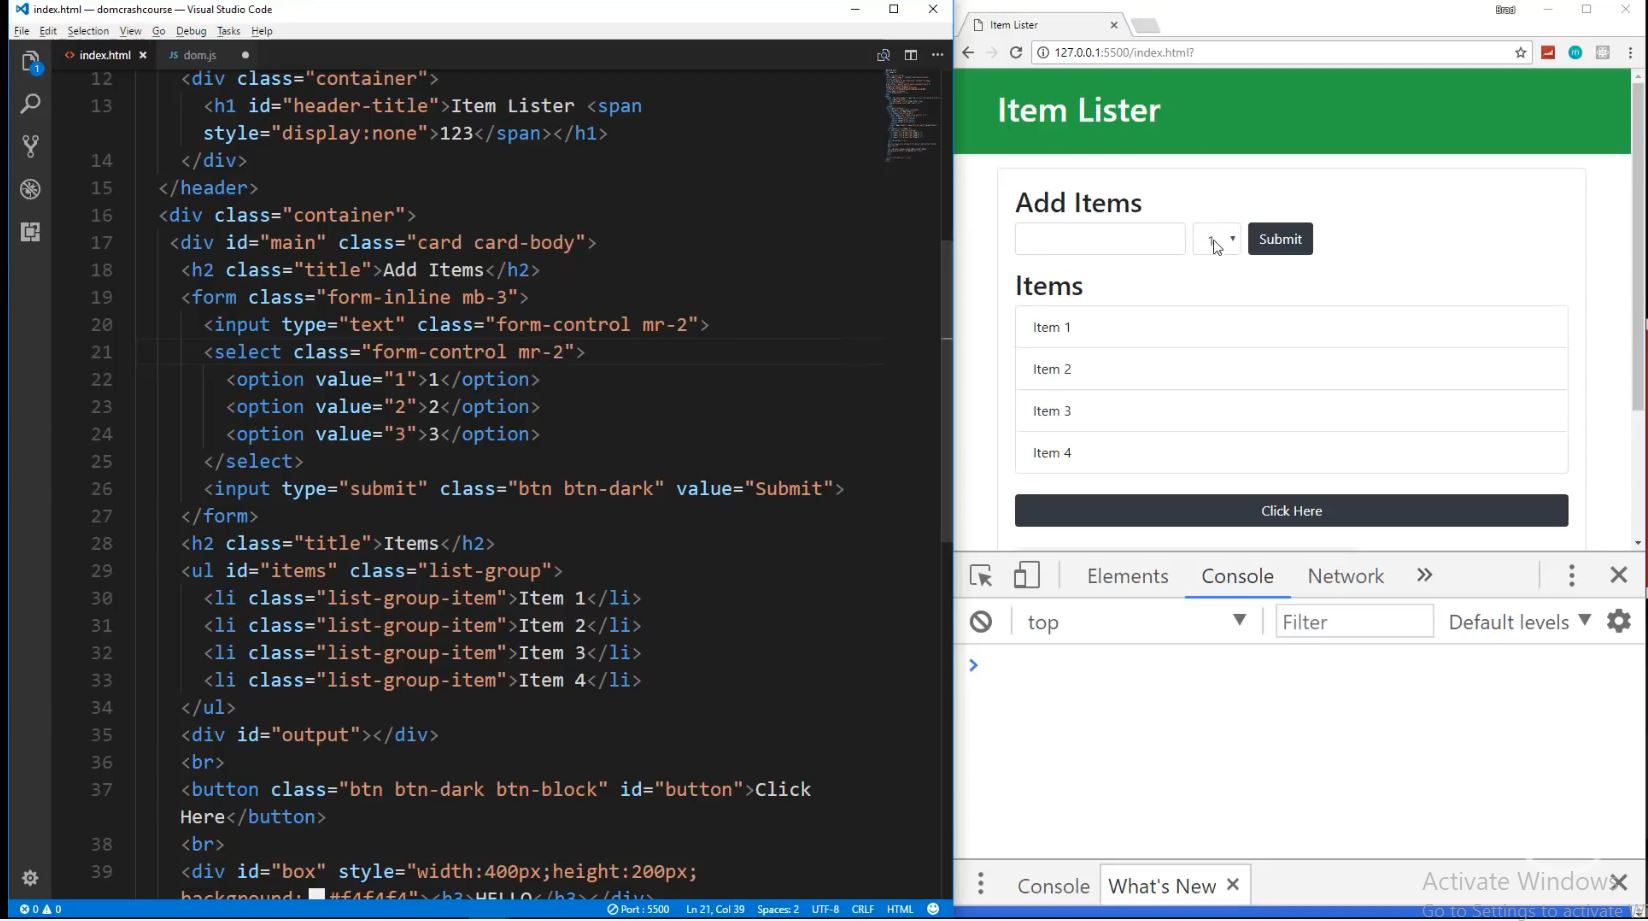 index.html — domcrashcourse — Visual Studio Code
File Edit Selection View Go Debug Tasks Help
index.html
JS dom.js
1
12 <div class="container">
13 <h1 id="header-title">Item Lister <span
style="display:none">123</span></h1>
14 </div>
15 </header>
16 <div class="container">
17 <div id="main" class="card card-body">
18 <h2 class="title">Add Items</h2>
19 <form class="form-inline mb-3">
20 <input type="text" class="form-control mr-2">
21 <select class="form-control mr-2">
22 <option value="1">1</option>
23 <option value="2">2</option>
24 <option value="3">3</option>
25 </select>
26 <input type="submit" class="btn btn-dark" value="Submit">
27 </form>
28 <h2 class="title">Items</h2>
29 <ul id="items" class="list-group">
30 <li class="list-group-item">Item 1</li>
31 <li class="list-group-item">Item 2</li>
32 <li class="list-group-item">Item 3</li>
33 <li class="list-group-item">Item 4</li>
34 </ul>
35 <div id="output"></div>
36 <br>
37 <button class="btn btn-dark btn-block" id="button">Click
Here</button>
38 <br>
39 <div id="box" style="width:400px;height:200px;
background: #f4f4f4"><h3>HELLO</h3></div>
0 0 Port : 5500 Ln 21, Col 39 Spaces: 2 UTF-8 CRLF HTML
Item Lister
Brad
127.0.0.1:5500/index.html?
Item Lister
Add Items
Submit
Items
Item 1
Item 2
Item 3
Item 4
Click Here
Elements Console Network
top Filter Default levels
Console What's New
Activate Windows
Go to Settings to activate